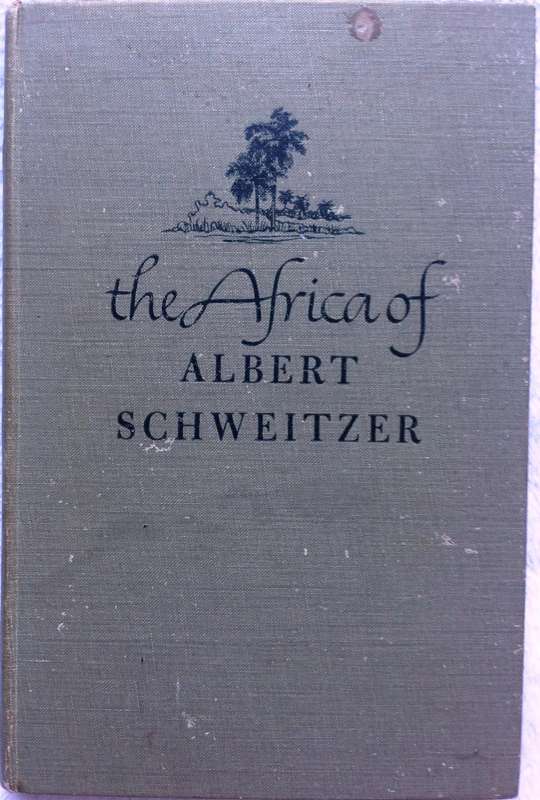 the Africa of
ALBERT
SCHWEITZER